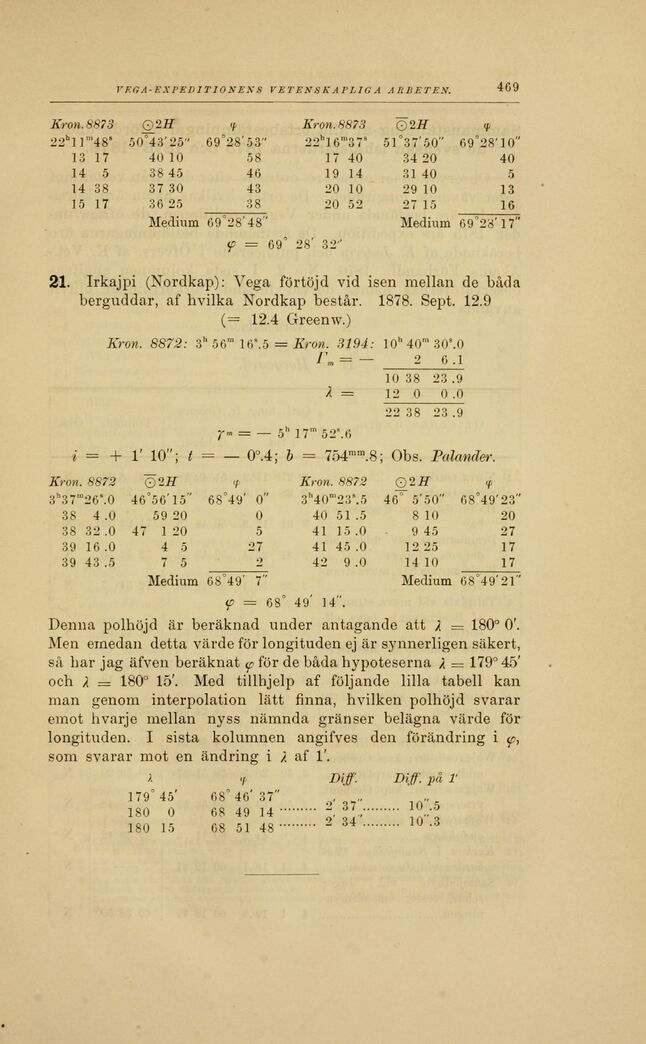 VEGA-EXPEDITIONENS VETENSKAPLIGA ARBETEN. 469
Kron. 8873 ☉2H φ Kron. 8873 ☉2H φ
22ʰ11ᵐ48ˢ 50°43′25″ 69°28′53″ 22ʰ16ᵐ37ˢ 51°37′50″ 69°28′10″
13 17 40 10 58 17 40 34 20 40
14 5 38 45 46 19 14 31 40 5
14 38 37 30 43 20 10 29 10 13
15 17 36 25 38 20 52 27 15 16
Medium 69°28′48″ Medium 69°28′17″
φ = 69° 28′ 32″
21. Irkajpi (Nordkap): Vega förtöjd vid isen mellan de båda
berguddar, af hvilka Nordkap består. 1878. Sept. 12.9
(= 12.4 Greenw.)
Kron. 8872: 3ʰ 56ᵐ 16ˢ.5 = Kron. 3194: 10ʰ 40ᵐ 30ˢ.0
Γₘ = — 2 6.1
10 38 23.9
λ = 12 0 0.0
22 38 23.9
γᵐ = — 5ʰ 17ᵐ 52ˢ.6
i = + 1′ 10″; t = — 0°.4; b = 754ᵐᵐ.8; Obs. Palander.
Kron. 8872 ☉2H φ Kron. 8872 ☉2H φ
3ʰ37ᵐ26ˢ.0 46°56′15″ 68°49′ 0″ 3ʰ40ᵐ23ˢ.5 46° 5′50″ 68°49′23″
38 4.0 59 20 0 40 51.5 8 10 20
38 32.0 47 1 20 5 41 15.0 9 45 27
39 16.0 4 5 27 41 45.0 12 25 17
39 43.5 7 5 2 42 9.0 14 10 17
Medium 68°49′ 7″ Medium 68°49′21″
φ = 68° 49′ 14″.
Denna polhöjd är beräknad under antagande att λ = 180° 0′.
Men emedan detta värde för longituden ej är synnerligen säkert,
så har jag äfven beräknat φ för de båda hypoteserna λ = 179° 45′
och λ = 180° 15′. Med tillhjelp af följande lilla tabell kan
man genom interpolation lätt finna, hvilken polhöjd svarar
emot hvarje mellan nyss nämnda gränser belägna värde för
longituden. I sista kolumnen angifves den förändring i φ,
som svarar mot en ändring i λ af 1′.
λ φ Diff. Diff. på 1′
179° 45′ 68° 46′ 37″
2′ 37″ 10″.5
180 0 68 49 14
2′ 34″ 10″.3
180 15 68 51 48